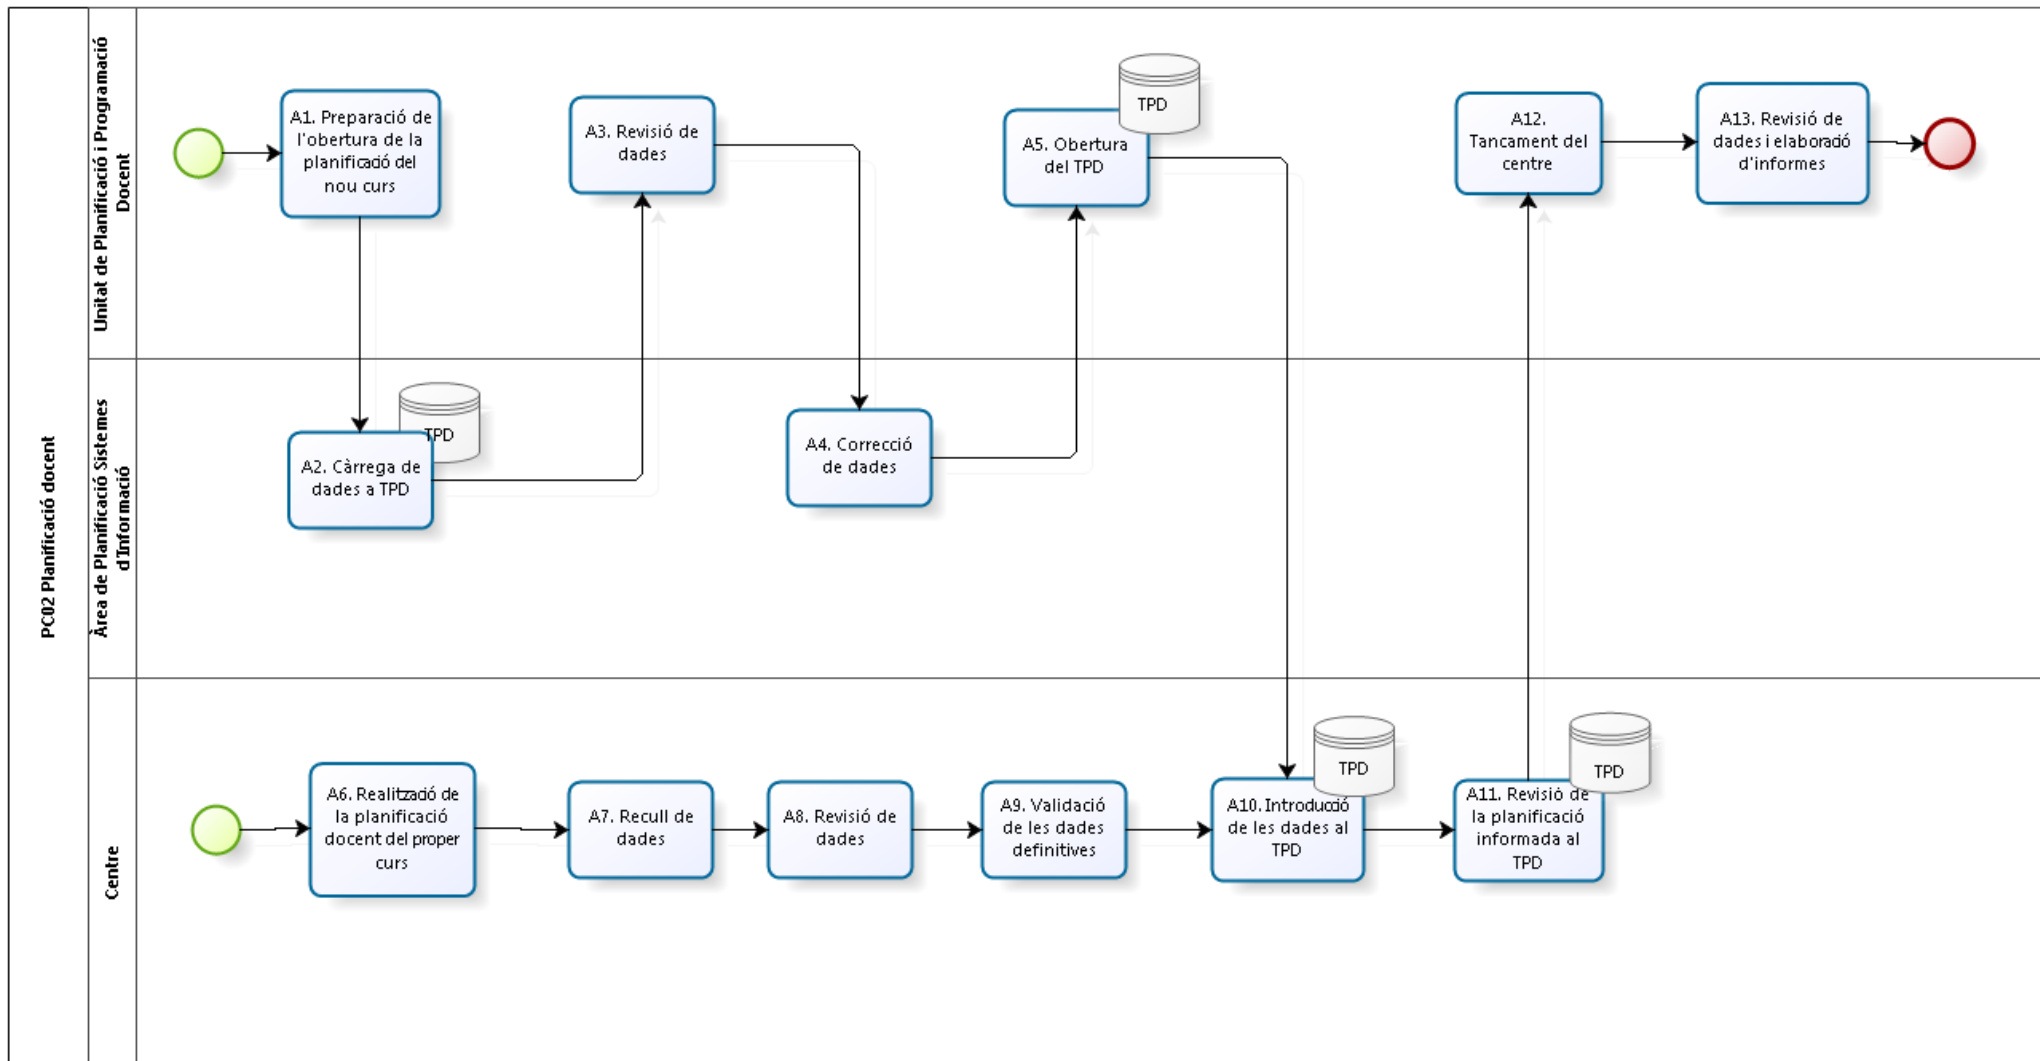 PC02 Planificació docent
Unitat de Planificació i Programació
Docent
A1. Preparació de
l'obertura de la
planificació del
nou curs
A3. Revisió de
dades
TPD
A5. Obertura
del TPD
A12.
Tancament del
centre
A13. Revisió de
dades i elaboració
d'informes
Àrea de Planificació Sistemes
d'Informació
TPD
A2. Càrrega de
dades a TPD
A4. Correcció
de dades
Centre
A6. Realització de
la planificació
docent del proper
curs
A7. Recull de
dades
A8. Revisió de
dades
A9. Validació
de les dades
definitives
TPD
A10. Introducció
de les dades al
TPD
TPD
A11. Revisió de
la planificació
informada al
TPD